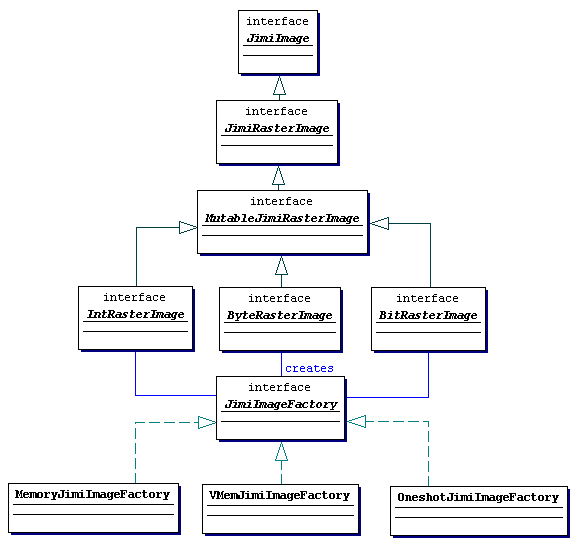 interface
JimiImage
interface
JimiRasterImage
interface
MutableJimiRasterImage
interface
IntRasterImage
interface
ByteRasterImage
interface
BitRasterImage
creates
interface
JimiImageFactory
MemoryJimiImageFactory
VMemJimiImageFactory
OneshotJimiImageFactory